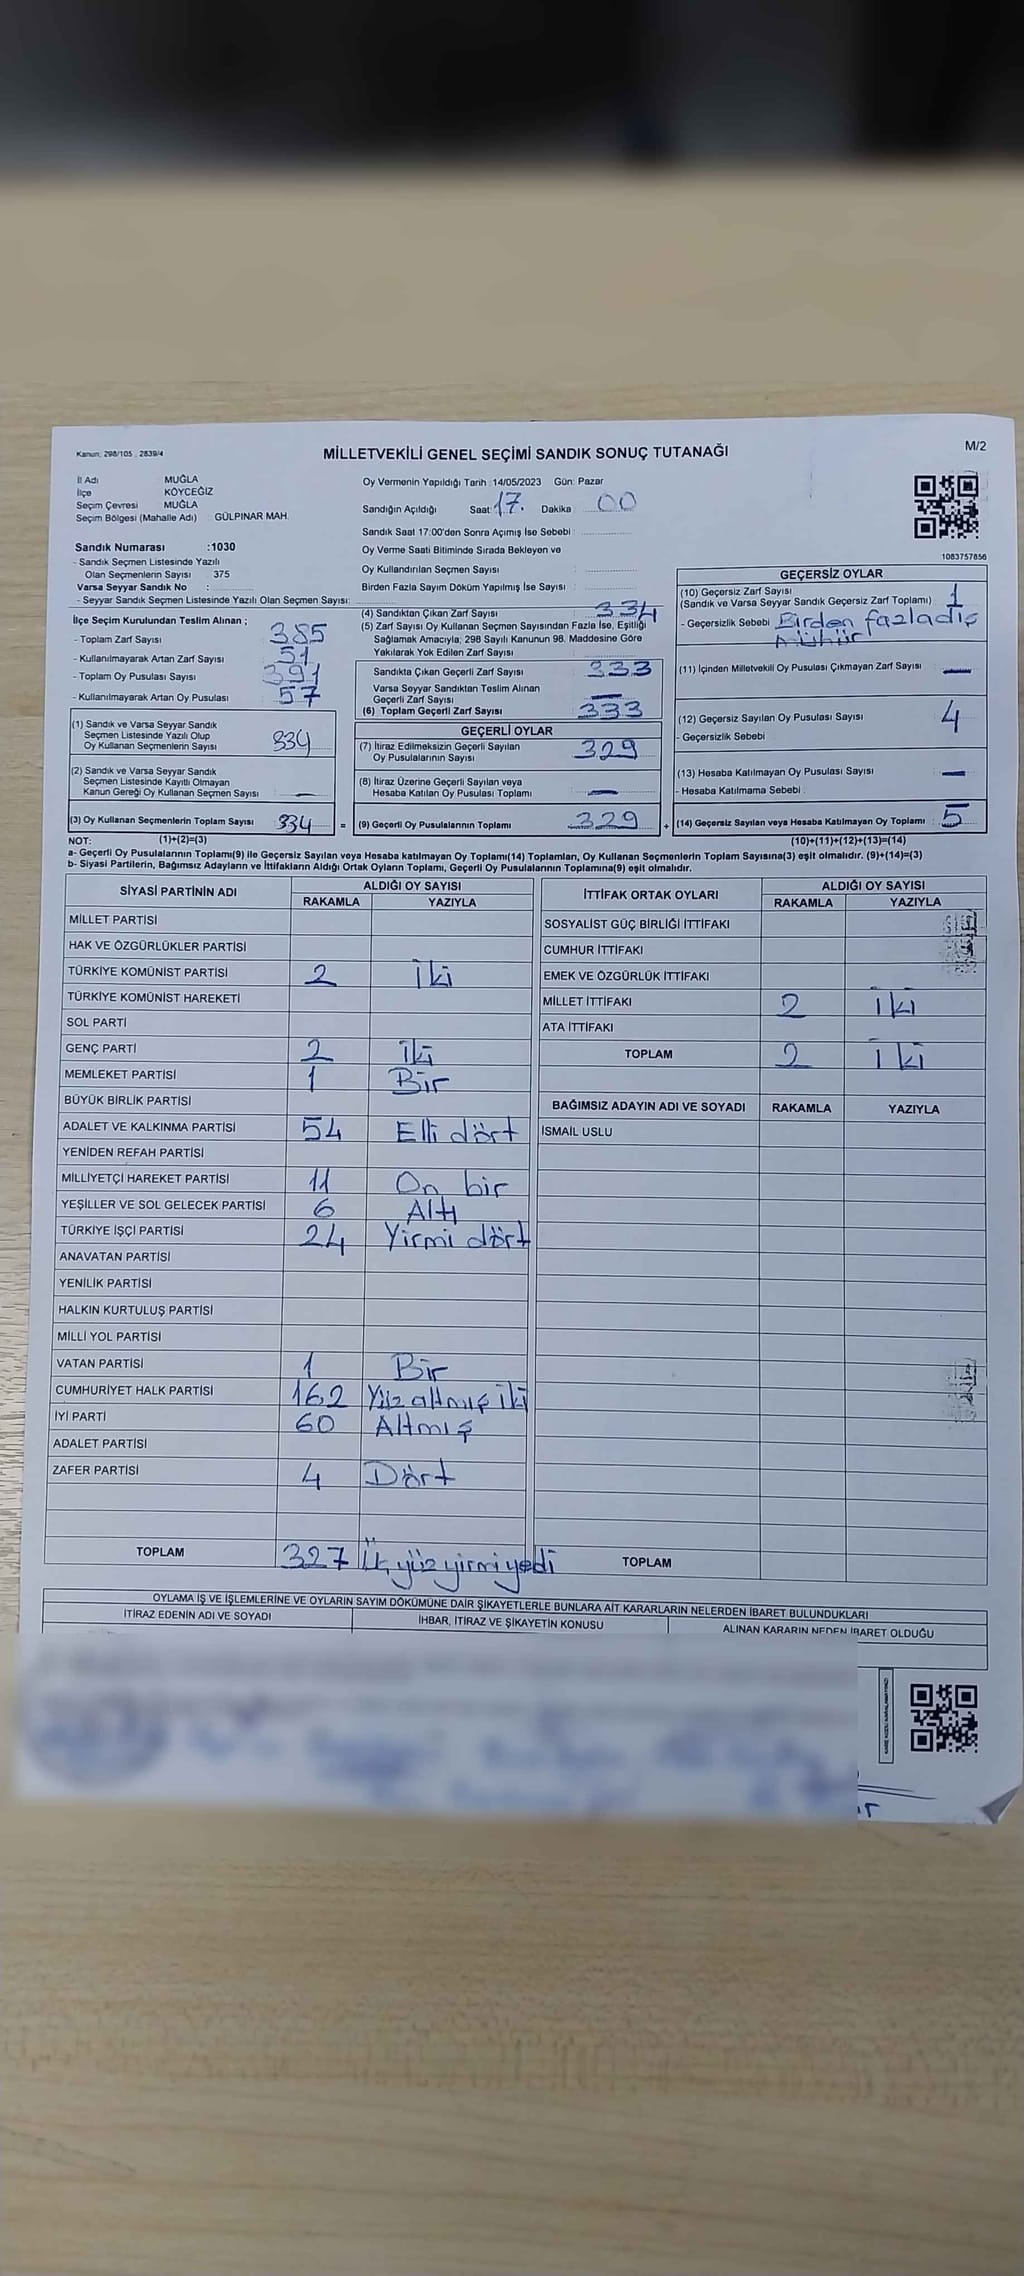 Kanun; 298/105 , 2839/4
MİLLETVEKİLİ GENEL SEÇİMİ SANDIK SONUÇ TUTANAĞI
M/2
İl Adı MUĞLA
İlçe KÖYCEĞİZ
Seçim Çevresi MUĞLA
Seçim Bölgesi (Mahalle Adı) GÜLPINAR MAH.
Sandık Numarası :1030
- Sandık Seçmen Listesinde Yazılı
Olan Seçmenlerin Sayısı : 375
Varsa Seyyar Sandık No :
- Seyyar Sandık Seçmen Listesinde Yazılı Olan Seçmen Sayısı:
Oy Vermenin Yapıldığı Tarih :14/05/2023 Gün: Pazar
Sandığın Açıldığı Saat: 17. Dakika : 00
Sandık Saat 17:00'den Sonra Açımış İse Sebebi :
Oy Verme Saati Bitiminde Sırada Bekleyen ve
Oy Kullandırılan Seçmen Sayısı :
Birden Fazla Sayım Döküm Yapılmış İse Sayısı :
1083757856
İlçe Seçim Kurulundan Teslim Alınan ;
- Toplam Zarf Sayısı : 385
- Kullanılmayarak Artan Zarf Sayısı : 51
- Toplam Oy Pusulası Sayısı : 391
- Kullanılmayarak Artan Oy Pusulası : 57
(1) Sandık ve Varsa Seyyar Sandık
Seçmen Listesinde Yazılı Olup
Oy Kullanan Seçmenlerin Sayısı : 334
(2) Sandık ve Varsa Seyyar Sandık
Seçmen Listesinde Kayıtlı Olmayan
Kanun Gereği Oy Kullanan Seçmen Sayısı : —
(3) Oy Kullanan Seçmenlerin Toplam Sayısı : 334 =
(4) Sandıktan Çıkan Zarf Sayısı : 334
(5) Zarf Sayısı Oy Kullanan Seçmen Sayısından Fazla İse, Eşitliği
Sağlamak Amacıyla; 298 Sayılı Kanunun 98. Maddesine Göre
Yakılarak Yok Edilen Zarf Sayısı :
Sandıkta Çıkan Geçerli Zarf Sayısı : 333
Varsa Seyyar Sandıktan Teslim Alınan
Geçerli Zarf Sayısı : —
(6) Toplam Geçerli Zarf Sayısı : 333
GEÇERLİ OYLAR
(7) İtiraz Edilmeksizin Geçerli Sayılan
Oy Pusulalarının Sayısı : 329
(8) İtiraz Üzerine Geçerli Sayılan veya
Hesaba Katılan Oy Pusulası Toplamı : —
(9) Geçerli Oy Pusulalarının Toplamı : 329 +
GEÇERSİZ OYLAR
(10) Geçersiz Zarf Sayısı
(Sandık ve Varsa Seyyar Sandık Geçersiz Zarf Toplamı) : 1
- Geçersizlik Sebebi : Birden fazla dış
mühür
(11) İçinden Milletvekili Oy Pusulası Çıkmayan Zarf Sayısı : —
(12) Geçersiz Sayılan Oy Pusulası Sayısı : 4
- Geçersizlik Sebebi :
(13) Hesaba Katılmayan Oy Pusulası Sayısı : —
- Hesaba Katılmama Sebebi :
(14) Geçersiz Sayılan veya Hesaba Katılmayan Oy Toplamı : 5
NOT: (1)+(2)=(3) (10)+(11)+(12)+(13)=(14)
a- Geçerli Oy Pusulalarının Toplamı(9) ile Geçersiz Sayılan veya Hesaba katılmayan Oy Toplamı(14) Toplamları, Oy Kullanan Seçmenlerin Toplam Sayısına(3) eşit olmalıdır. (9)+(14)=(3)
b- Siyasi Partilerin, Bağımsız Adayların ve İttifakların Aldığı Ortak Oyların Toplamı, Geçerli Oy Pusulalarının Toplamına(9) eşit olmalıdır.
SİYASİ PARTİNİN ADI ALDIĞI OY SAYISI
RAKAMLA YAZIYLA
MİLLET PARTİSİ
HAK VE ÖZGÜRLÜKLER PARTİSİ
TÜRKİYE KOMÜNİST PARTİSİ 2 İki
TÜRKİYE KOMÜNİST HAREKETİ
SOL PARTİ
GENÇ PARTİ 2 İki
MEMLEKET PARTİSİ 1 Bir
BÜYÜK BİRLİK PARTİSİ
ADALET VE KALKINMA PARTİSİ 54 Elli dört
YENİDEN REFAH PARTİSİ
MİLLİYETÇİ HAREKET PARTİSİ 11 On bir
YEŞİLLER VE SOL GELECEK PARTİSİ 6 Altı
TÜRKİYE İŞÇİ PARTİSİ 24 Yirmi dört
ANAVATAN PARTİSİ
YENİLİK PARTİSİ
HALKIN KURTULUŞ PARTİSİ
MİLLİ YOL PARTİSİ
VATAN PARTİSİ 1 Bir
CUMHURİYET HALK PARTİSİ 162 Yüz altmış iki
İYİ PARTİ 60 Altmış
ADALET PARTİSİ
ZAFER PARTİSİ 4 Dört
TOPLAM 327 Üç yüz yirmi yedi
İTTİFAK ORTAK OYLARI ALDIĞI OY SAYISI
RAKAMLA YAZIYLA
SOSYALİST GÜÇ BİRLİĞİ İTTİFAKI
CUMHUR İTTİFAKI
EMEK VE ÖZGÜRLÜK İTTİFAKI
MİLLET İTTİFAKI 2 İki
ATA İTTİFAKI
TOPLAM 2 İki
BAĞIMSIZ ADAYIN ADI VE SOYADI RAKAMLA YAZIYLA
İSMAİL USLU
TOPLAM
OYLAMA İŞ VE İŞLEMLERİNE VE OYLARIN SAYIM DÖKÜMÜNE DAİR ŞİKAYETLERLE BUNLARA AİT KARARLARIN NELERDEN İBARET BULUNDUKLARI
İTİRAZ EDENİN ADI VE SOYADI İHBAR, İTİRAZ VE ŞİKAYETİN KONUSU ALINAN KARARIN NEDEN İBARET OLDUĞU